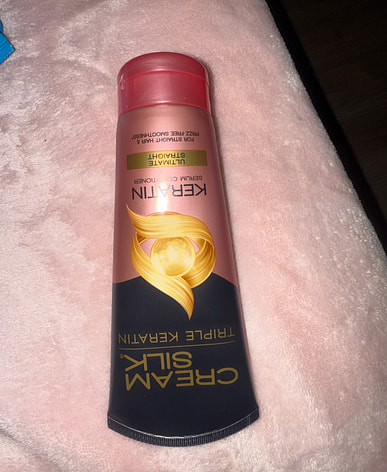 CREAM
SILK
TRIPLE KERATIN
KERATIN
SERUM CONDITIONER
ULTIMATE
STRAIGHT
FOR STRAIGHT HAIR &
FRIZZ-FREE SMOOTHNESS*